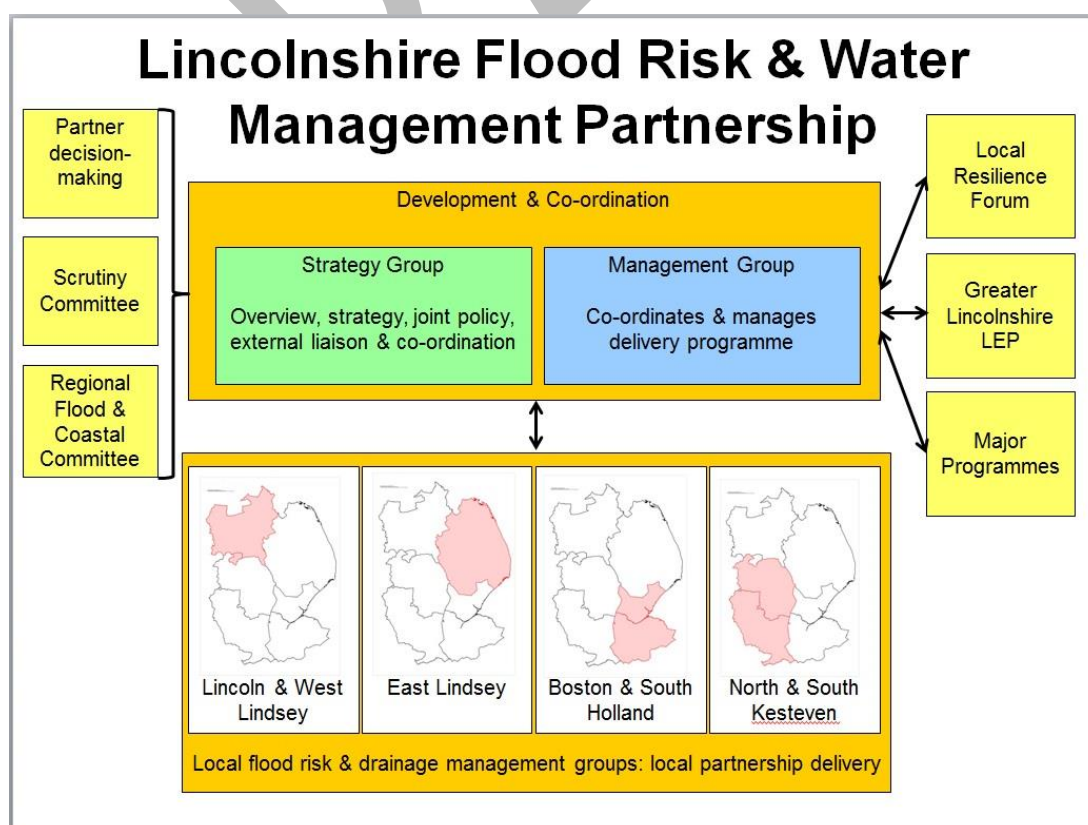 Lincolnshire Flood Risk & Water
Management Partnership
Partner
decision-
making
Scrutiny
Committee
Regional
Flood &
Coastal
Committee
Development & Co-ordination
Strategy Group
Overview, strategy, joint policy,
external liaison & co-ordination
Management Group
Co-ordinates & manages
delivery programme
Local
Resilience
Forum
Greater
Lincolnshire
LEP
Major
Programmes
Lincoln & West
Lindsey
East Lindsey
Boston & South
Holland
North & South
Kesteven
Local flood risk & drainage management groups: local partnership delivery